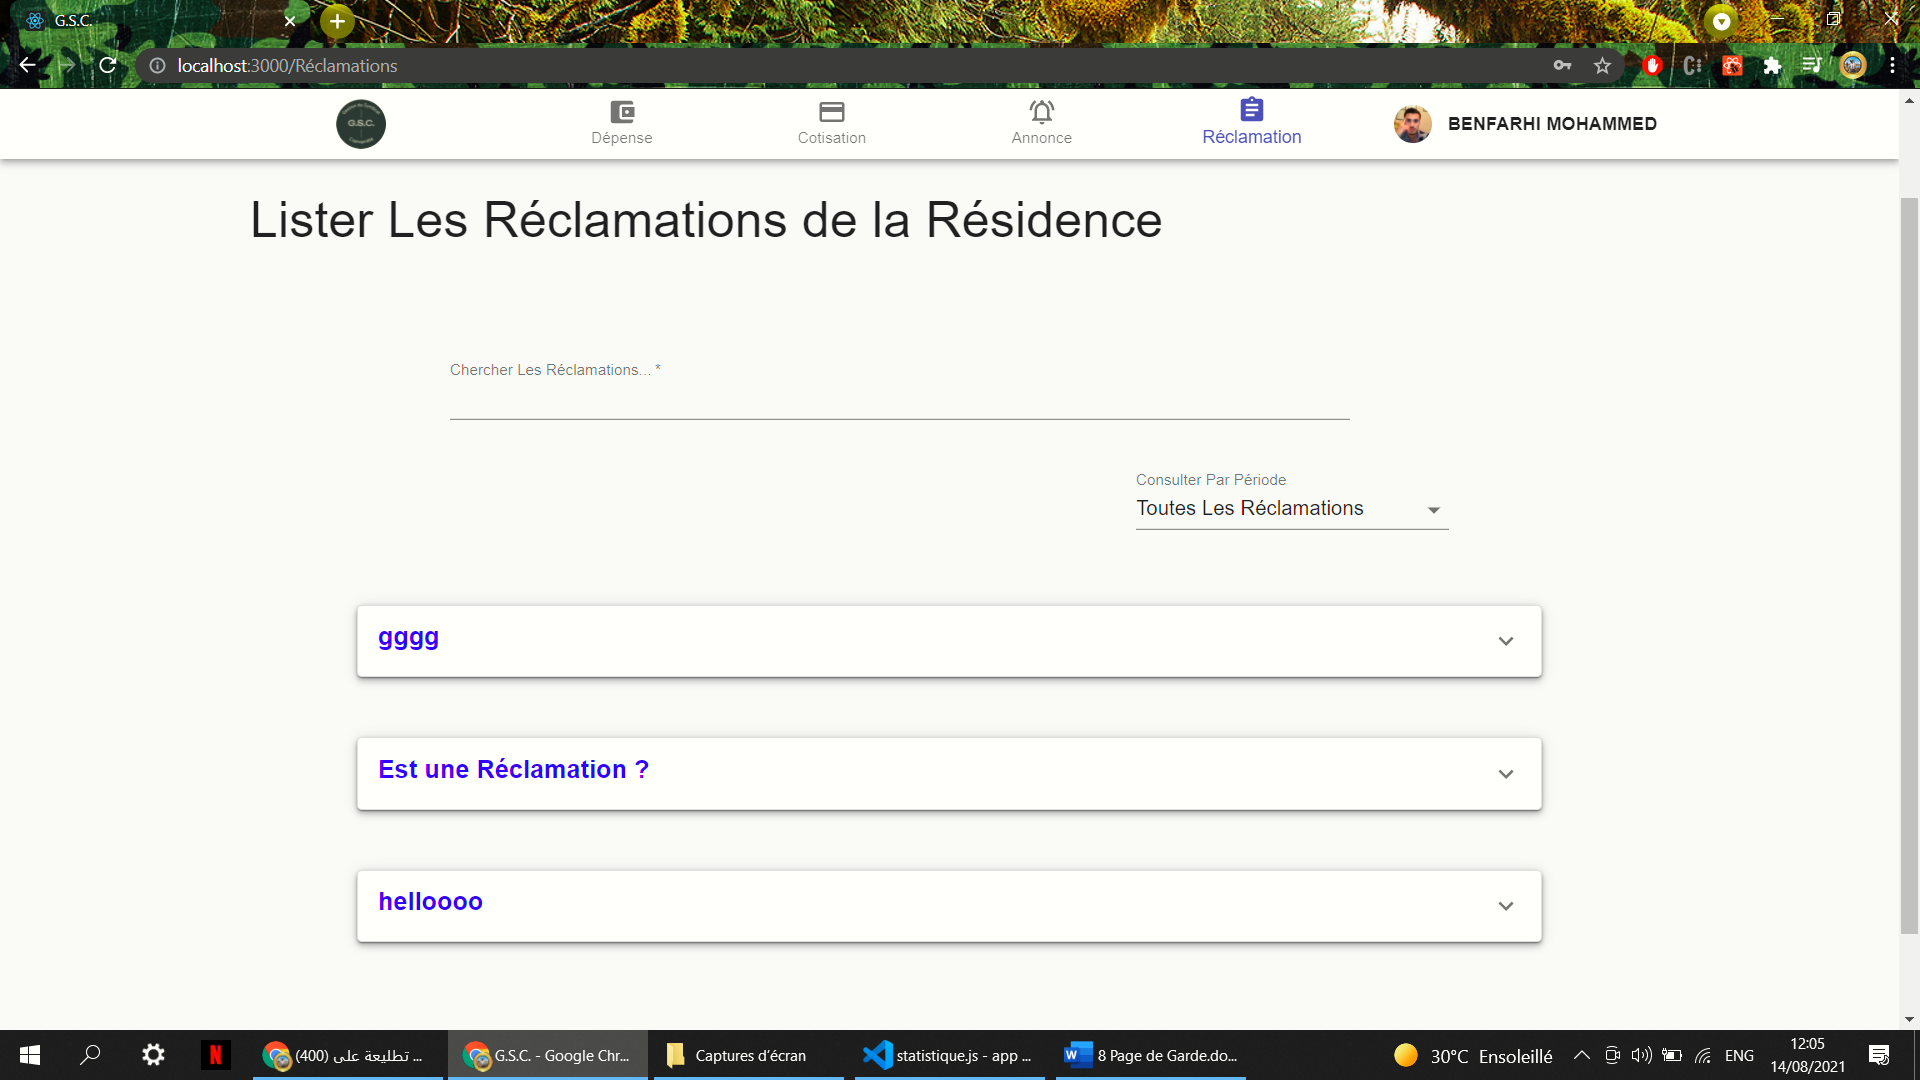 G.S.C.
localhost:3000/Réclamations
G.S.C.
Dépense
Cotisation
Annonce
Réclamation
BENFARHI MOHAMMED
Lister Les Réclamations de la Résidence
Chercher Les Réclamations... *
Consulter Par Période
Toutes Les Réclamations
gggg
Est une Réclamation ?
helloooo
(400) تطليعة على ...
G.S.C. - Google Chr...
Captures d'écran
statistique.js - app ...
8 Page de Garde.do...
30°C Ensoleillé
ENG
12:05
14/08/2021